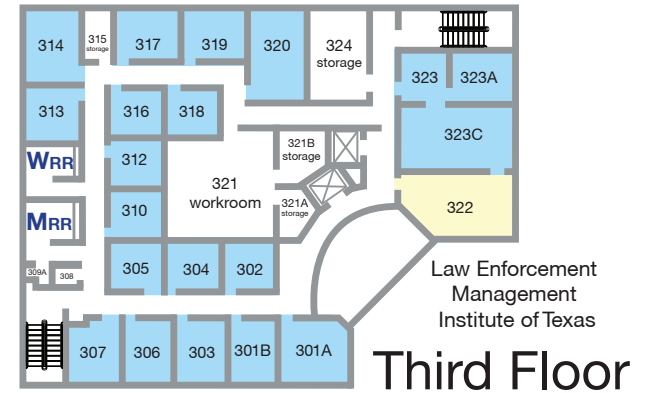 314
315
storage
317
319
320
324
storage
323
323A
313
316
318
323C
WRR
312
321B
storage
321
workroom
321A
storage
310
322
MRR
309A
308
305
304
302
Law Enforcement
Management
Institute of Texas
307
306
303
301B
301A
Third Floor